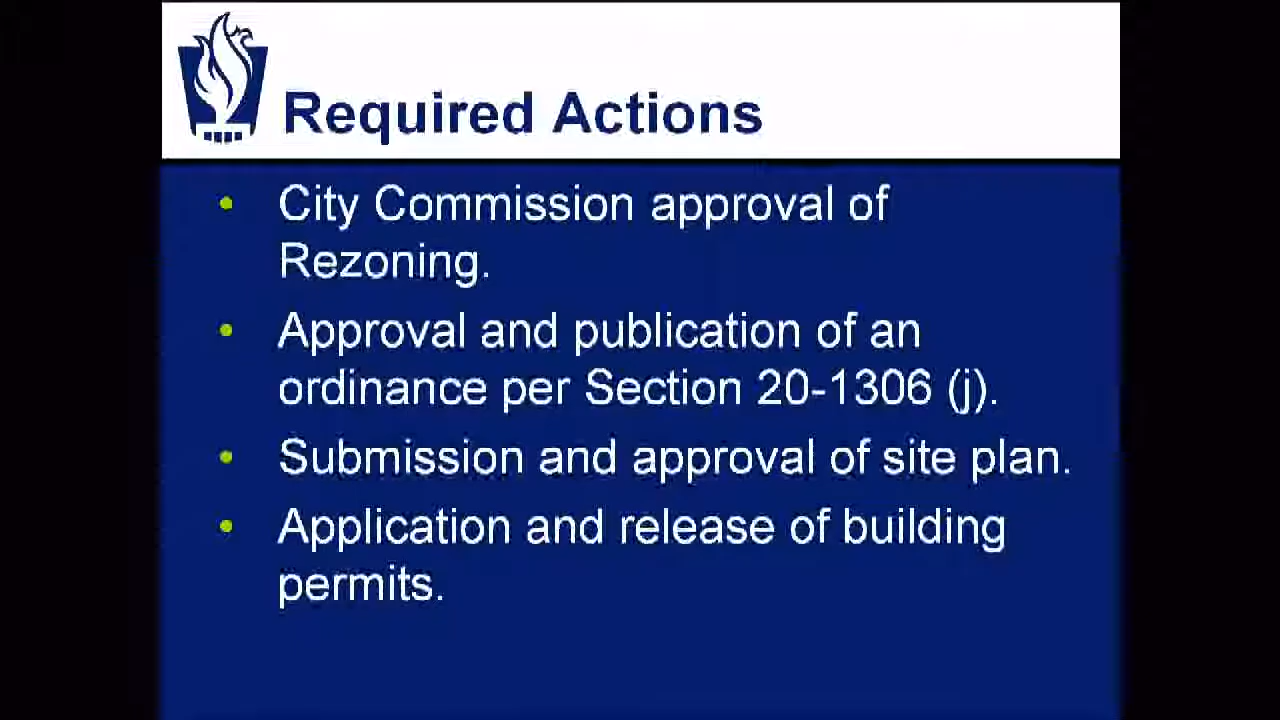 Required Actions
• City Commission approval of
Rezoning.
• Approval and publication of an
ordinance per Section 20-1306 (j).
• Submission and approval of site plan.
• Application and release of building
permits.